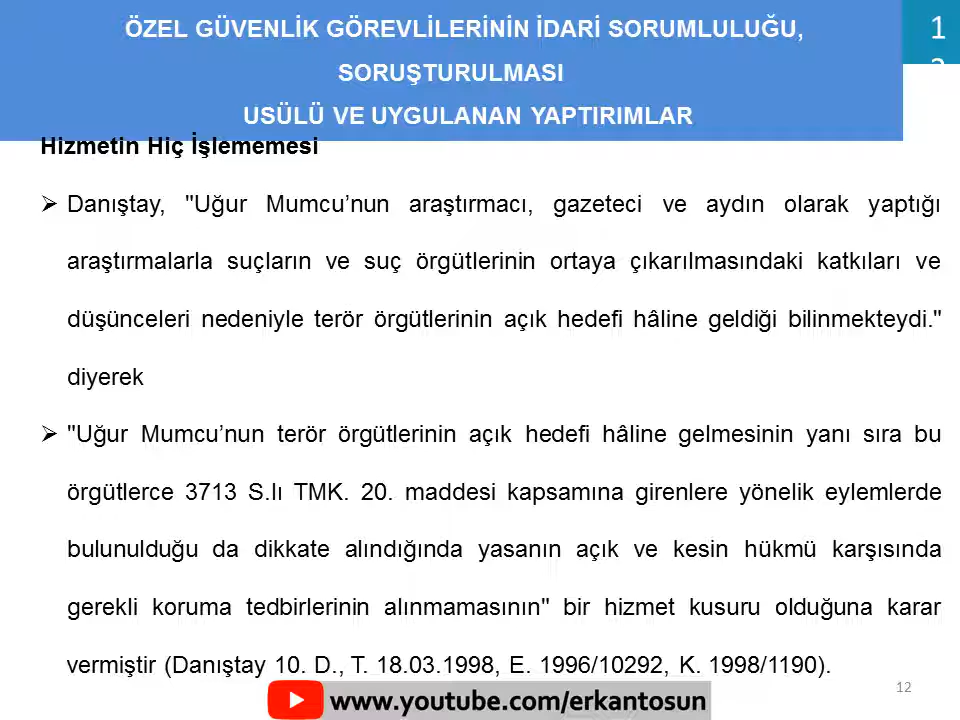 ÖZEL GÜVENLİK GÖREVLİLERİNİN İDARİ SORUMLULUĞU,
SORUŞTURULMASI
USÜLÜ VE UYGULANAN YAPTIRIMLAR
Hizmetin Hiç İşlememesi
➢ Danıştay, "Uğur Mumcu’nun araştırmacı, gazeteci ve aydın olarak yaptığı
araştırmalarla suçların ve suç örgütlerinin ortaya çıkarılmasındaki katkıları ve
düşünceleri nedeniyle terör örgütlerinin açık hedefi hâline geldiği bilinmekteydi."
diyerek
➢ "Uğur Mumcu’nun terör örgütlerinin açık hedefi hâline gelmesinin yanı sıra bu
örgütlerce 3713 S.lı TMK. 20. maddesi kapsamına girenlere yönelik eylemlerde
bulunulduğu da dikkate alındığında yasanın açık ve kesin hükmü karşısında
gerekli koruma tedbirlerinin alınmamasının" bir hizmet kusuru olduğuna karar
vermiştir (Danıştay 10. D., T. 18.03.1998, E. 1996/10292, K. 1998/1190).
12
www.youtube.com/erkantosun